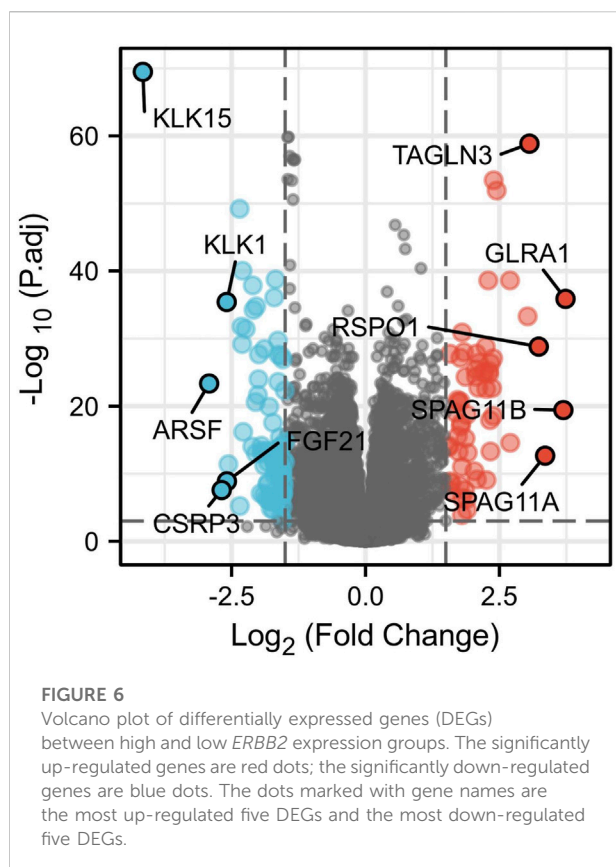 KLK15
TAGLN3
KLK1
GLRA1
RSPO1
ARSF
FGF21
SPAG11B
CSRP3
SPAG11A
60
40
20
0
-2.5
0.0
2.5
-Log 10 (P.adj)
Log2 (Fold Change)
FIGURE 6
Volcano plot of differentially expressed genes (DEGs)
between high and low ERBB2 expression groups. The significantly
up-regulated genes are red dots; the significantly down-regulated
genes are blue dots. The dots marked with gene names are
the most up-regulated five DEGs and the most down-regulated
five DEGs.